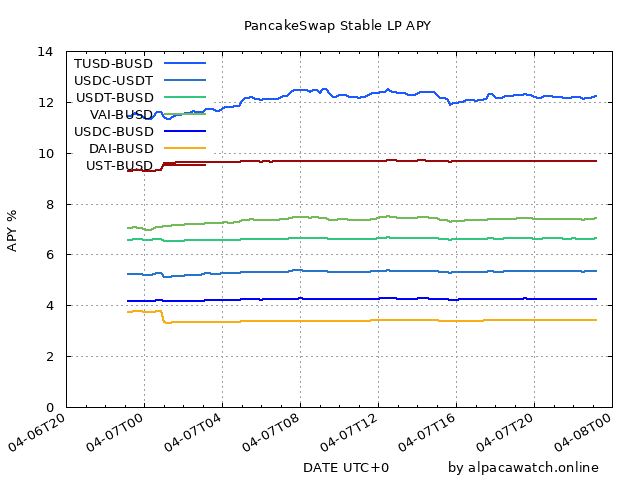 PancakeSwap Stable LP APY
14
12
10
8
6
4
2
0
APY %
TUSD-BUSD
USDC-USDT
USDT-BUSD
VAI-BUSD
USDC-BUSD
DAI-BUSD
UST-BUSD
04-06T20
04-07T00
04-07T04
04-07T08
04-07T12
04-07T16
04-07T20
04-08T00
DATE UTC+0
by alpacawatch.online